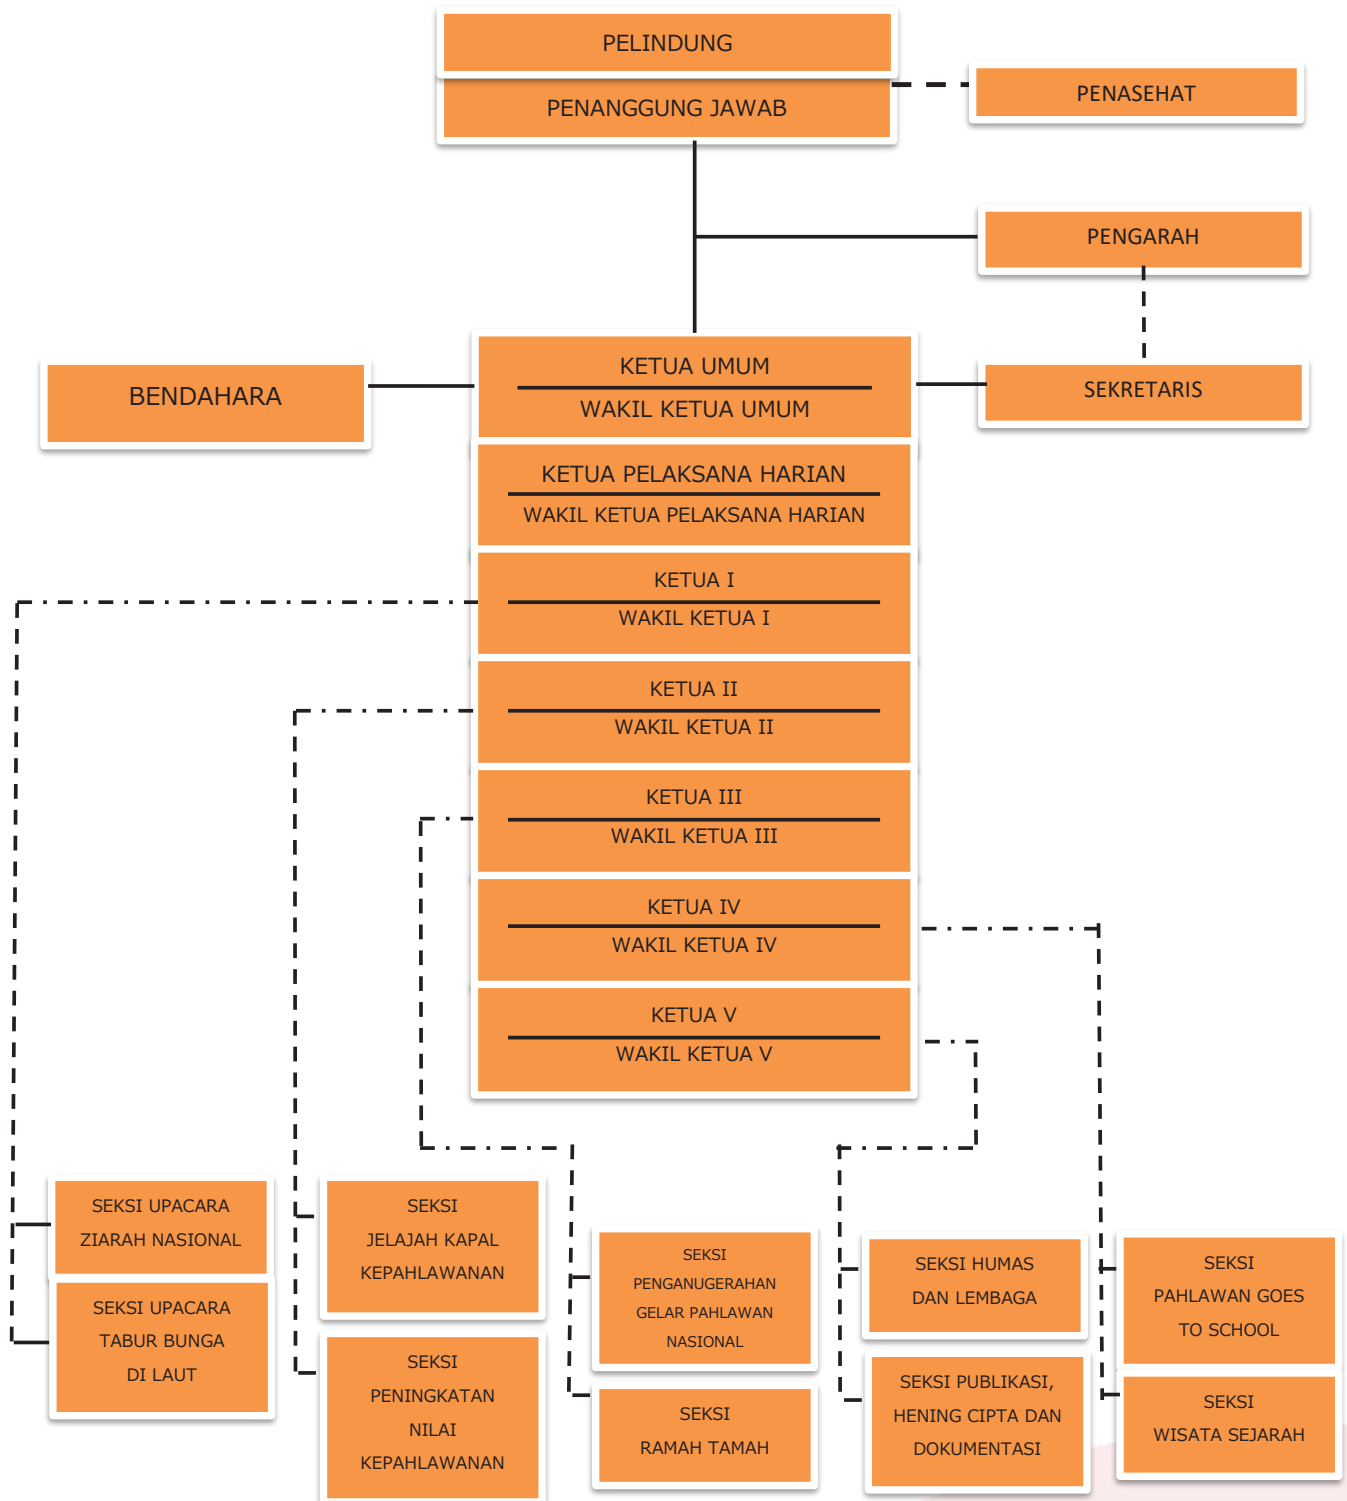 PELINDUNG
PENANGGUNG JAWAB
PENASEHAT
PENGARAH
BENDAHARA
KETUA UMUM
WAKIL KETUA UMUM
SEKRETARIS
KETUA PELAKSANA HARIAN
WAKIL KETUA PELAKSANA HARIAN
KETUA I
WAKIL KETUA I
KETUA II
WAKIL KETUA II
KETUA III
WAKIL KETUA III
KETUA IV
WAKIL KETUA IV
KETUA V
WAKIL KETUA V
SEKSI UPACARA
ZIARAH NASIONAL
SEKSI UPACARA
TABUR BUNGA
DI LAUT
SEKSI
JELAJAH KAPAL
KEPAHLAWANAN
SEKSI
PENINGKATAN
NILAI
KEPAHLAWANAN
SEKSI
PENGANUGERAHAN
GELAR PAHLAWAN
NASIONAL
SEKSI
RAMAH TAMAH
SEKSI HUMAS
DAN LEMBAGA
SEKSI PUBLIKASI,
HENING CIPTA DAN
DOKUMENTASI
SEKSI
PAHLAWAN GOES
TO SCHOOL
SEKSI
WISATA SEJARAH